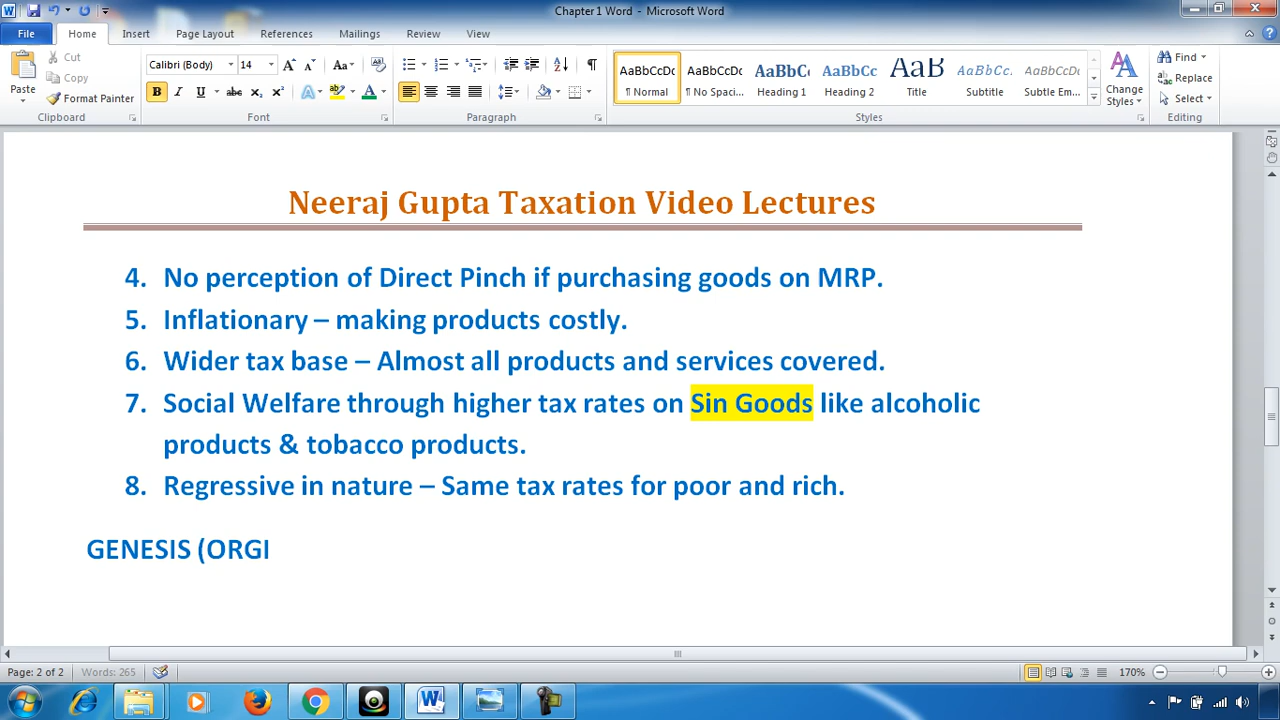 Chapter 1 Word - Microsoft Word
File Home Insert Page Layout References Mailings Review View
Paste
Cut
Copy
Format Painter
Clipboard
Calibri (Body) 14
Font
Paragraph
AaBbCcDc AaBbCcDc AaBbCc AaBbCc AaB AaBbCc. AaBbCcDc
¶ Normal ¶ No Spaci... Heading 1 Heading 2 Title Subtitle Subtle Em...
Styles
Change
Styles
Find
Replace
Select
Editing
Neeraj Gupta Taxation Video Lectures
4. No perception of Direct Pinch if purchasing goods on MRP.
5. Inflationary – making products costly.
6. Wider tax base – Almost all products and services covered.
7. Social Welfare through higher tax rates on Sin Goods like alcoholic
products & tobacco products.
8. Regressive in nature – Same tax rates for poor and rich.
GENESIS (ORGI
Page: 2 of 2 Words: 265 170%